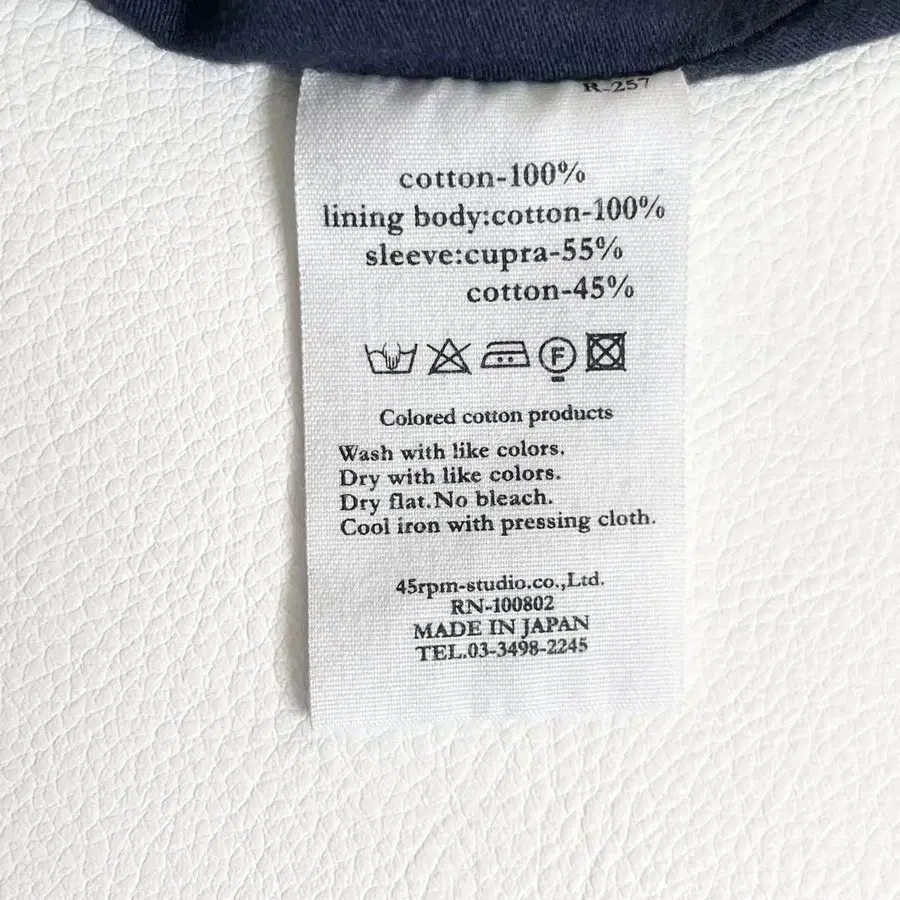 R-257
cotton-100%
lining body:cotton-100%
sleeve:cupra-55%
cotton-45%
F
Colored cotton products
Wash with like colors.
Dry with like colors.
Dry flat.No bleach.
Cool iron with pressing cloth.
45rpm-studio.co.,Ltd.
RN-100802
MADE IN JAPAN
TEL.03-3498-2245